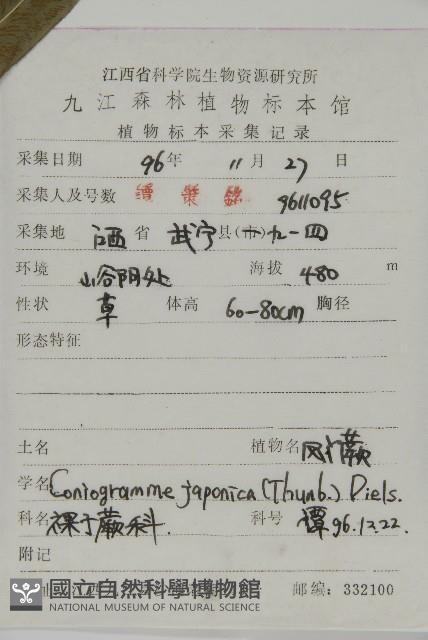 江西省科学院生物资源研究所
九江森林植物标本馆
植物标本采集记录
采集日期 96年 11月 27 日
采集人及号数 谭策铭 9611095
采集地 江西省 武宁县(市)九一四
环境 山谷阴处 海拔 480 m
性状 草 体高 60-80cm 胸径
形态特征
土名 植物名 凤丫蕨
学名 Coniogramme japonica (Thunb.) Diels.
科名 裸子蕨科. 科号 谭96.12.22.
附记
國立自然科學博物館 邮编: 332100
NATIONAL MUSEUM OF NATURAL SCIENCE